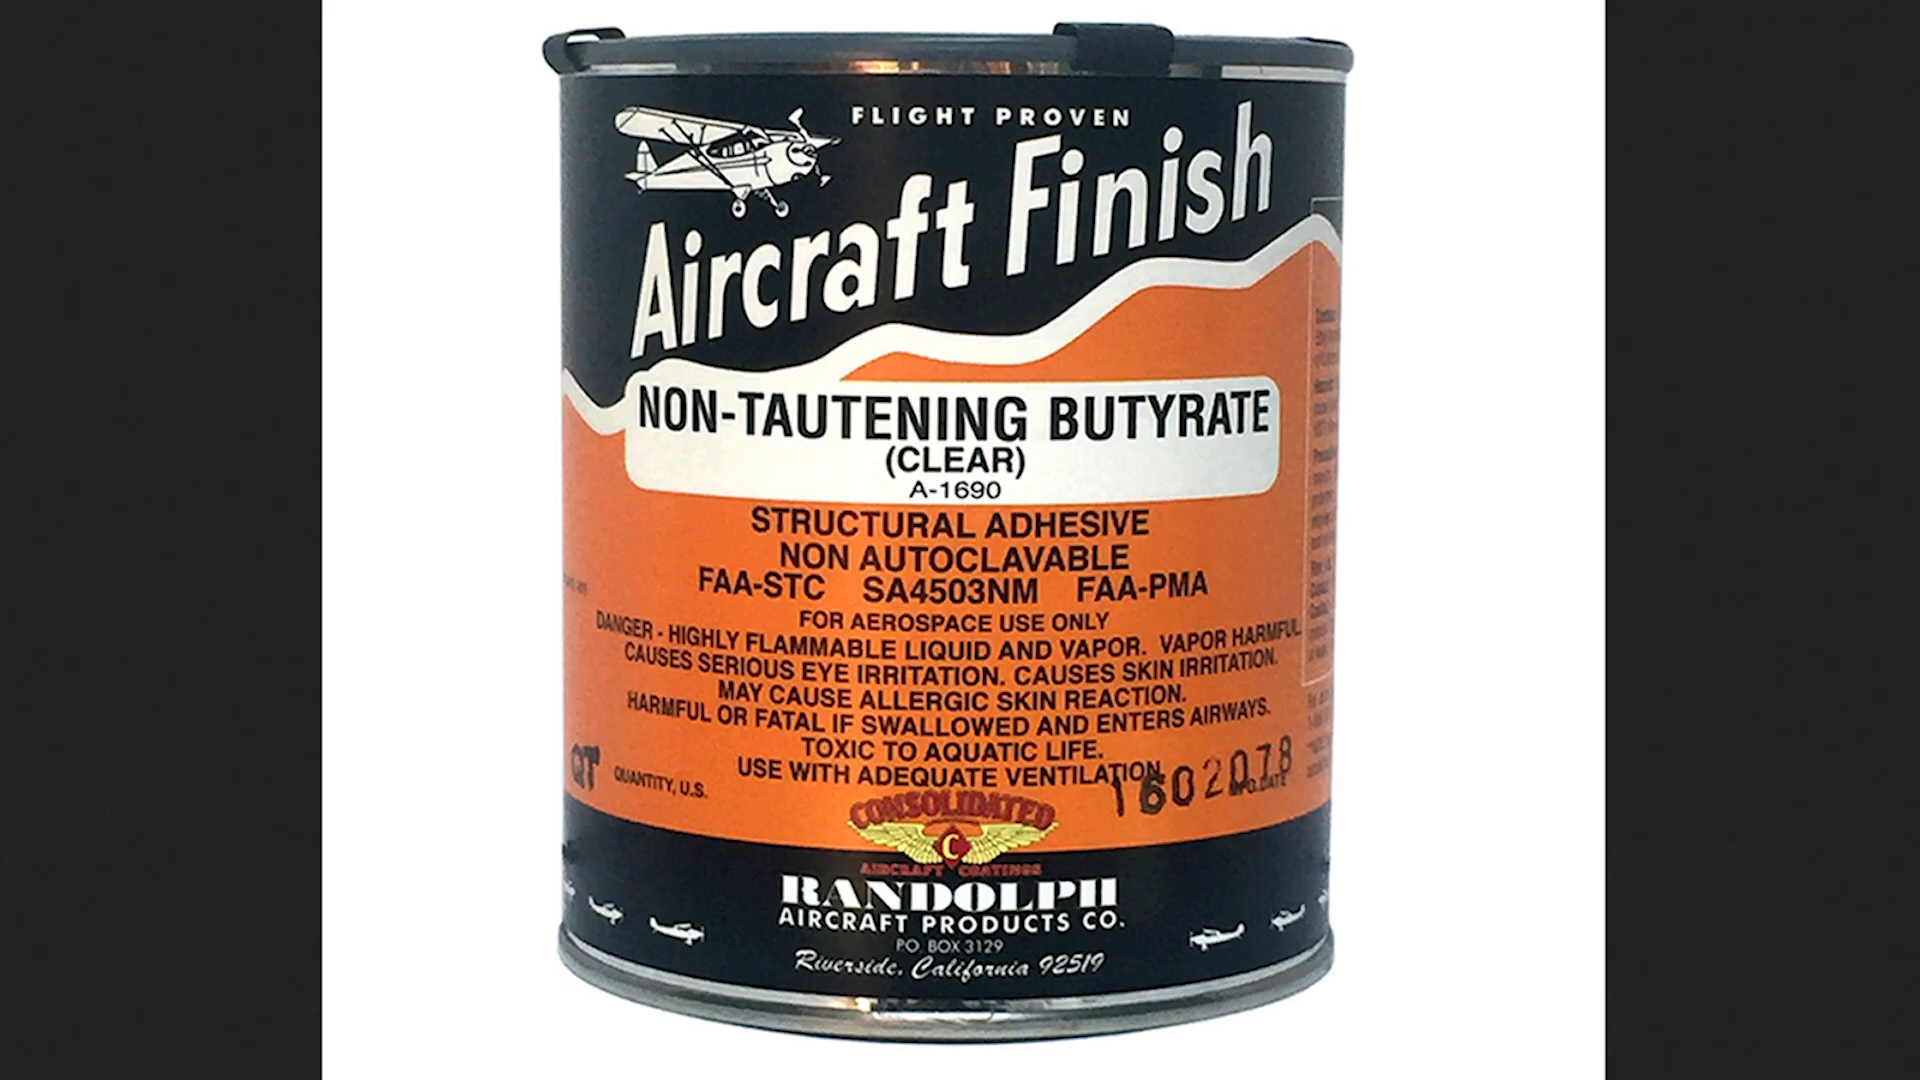 FLIGHT PROVEN
Aircraft Finish
NON-TAUTENING BUTYRATE
(CLEAR)
A-1690
STRUCTURAL ADHESIVE
NON AUTOCLAVABLE
FAA-STC SA4503NM FAA-PMA
FOR AEROSPACE USE ONLY
DANGER - HIGHLY FLAMMABLE LIQUID AND VAPOR. VAPOR HARMFUL.
CAUSES SERIOUS EYE IRRITATION. CAUSES SKIN IRRITATION.
MAY CAUSE ALLERGIC SKIN REACTION.
HARMFUL OR FATAL IF SWALLOWED AND ENTERS AIRWAYS.
TOXIC TO AQUATIC LIFE.
USE WITH ADEQUATE VENTILATION
QT QUANTITY, U.S.
1602078
MFG. DATE
CONSOLIDATED
C
AIRCRAFT COATINGS
RANDOLPH
AIRCRAFT PRODUCTS CO.
P.O. BOX 3129
Riverside, California 92519